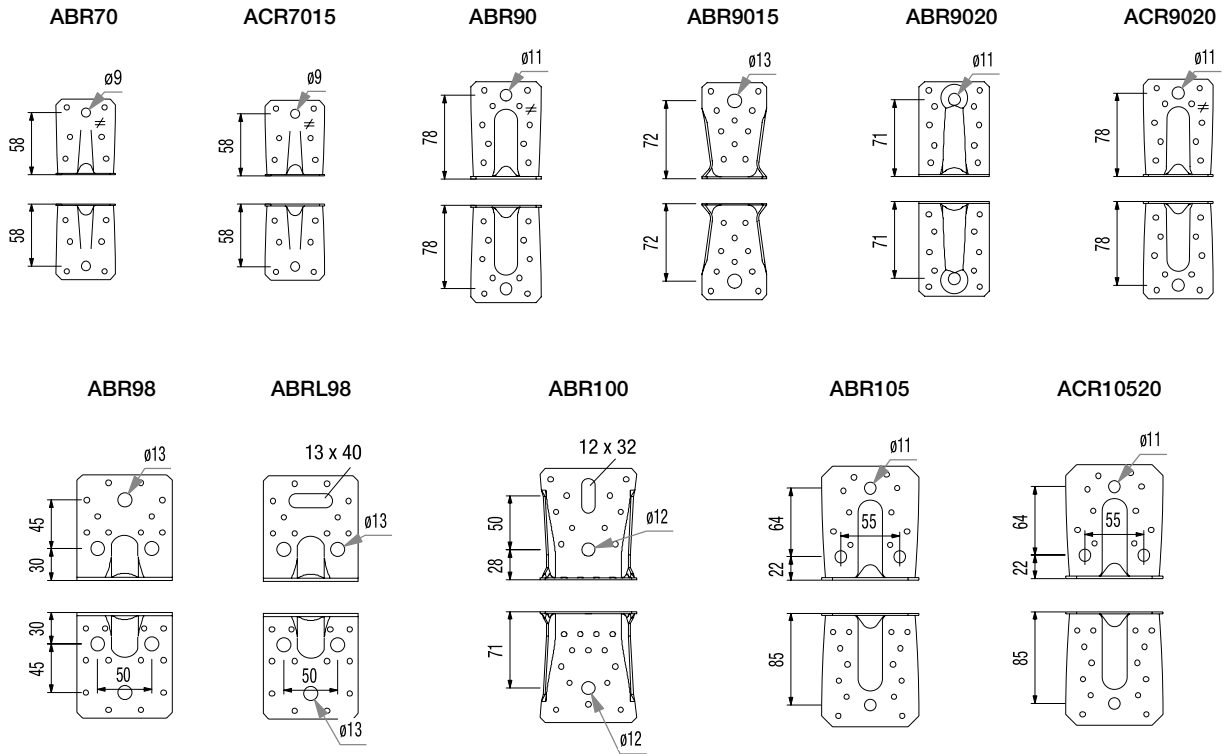 ABR70
ACR7015
ABR90
ABR9015
ABR9020
ACR9020
ø9
ø9
ø11
ø13
ø11
ø11
58
≠
58
≠
78
≠
72
71
78
≠
58
58
78
72
71
78
ABR98
ABRL98
ABR100
ABR105
ACR10520
ø13
13 x 40
12 x 32
ø11
ø11
45
30
ø13
50
28
ø12
64
55
22
64
55
22
30
45
50
50
ø13
71
ø12
85
85